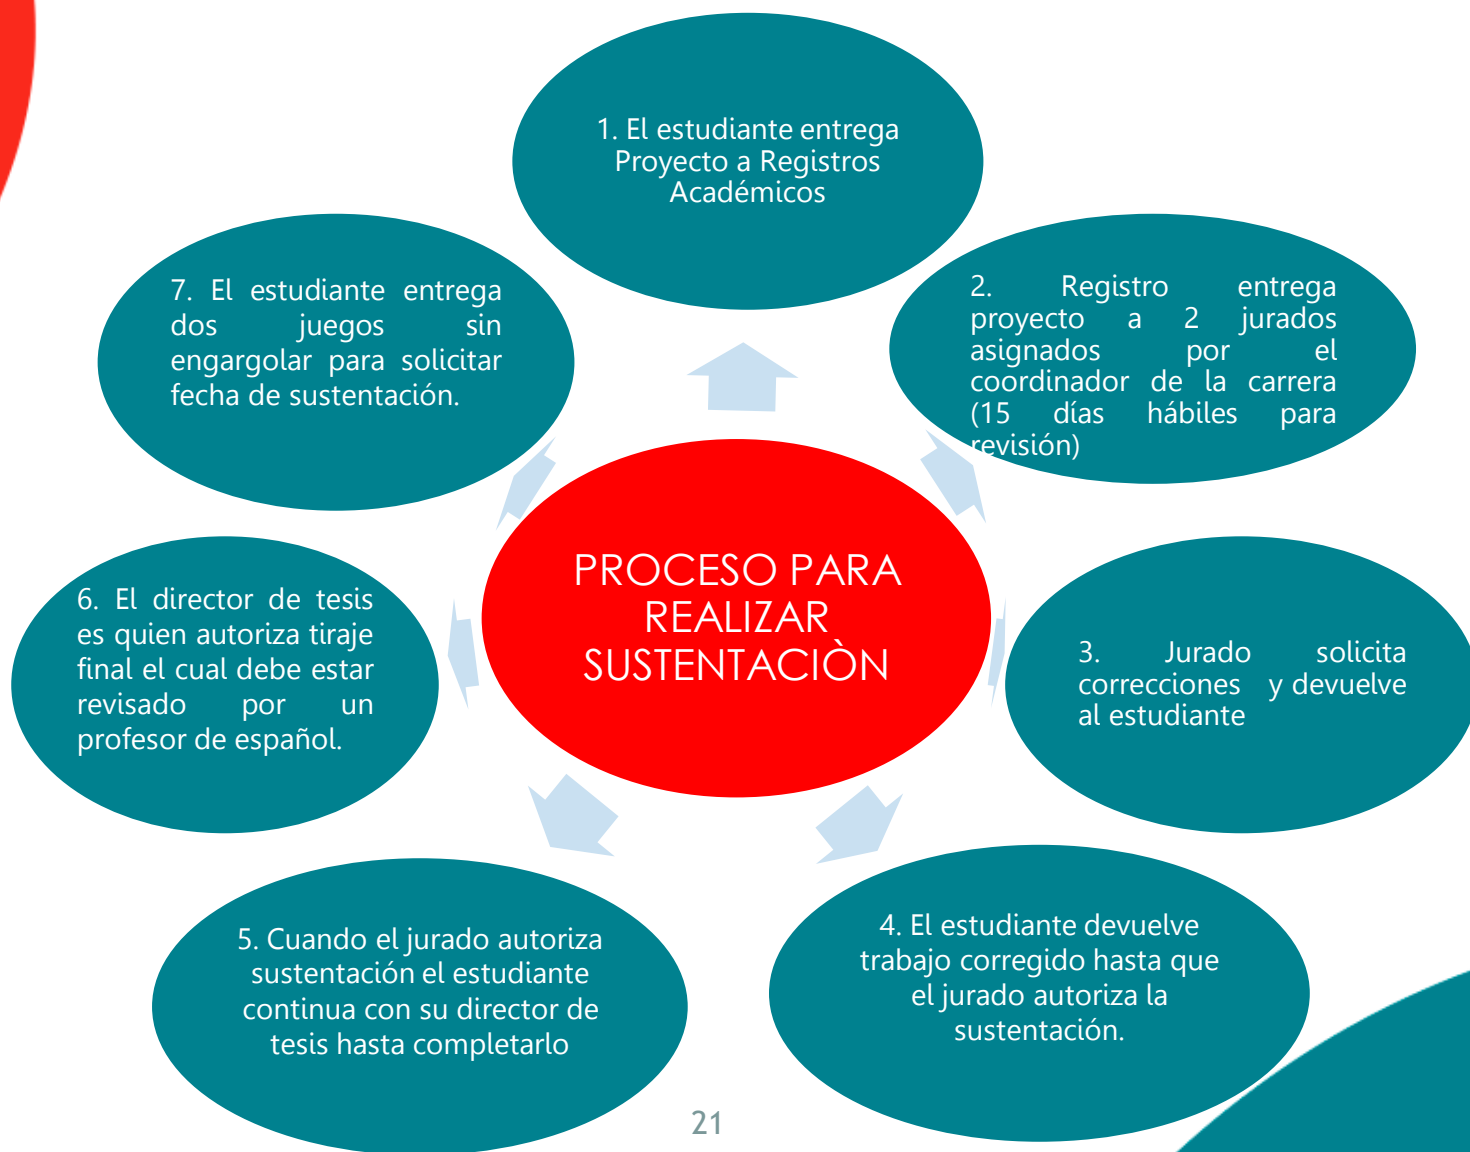 1. El estudiante entrega
Proyecto a Registros
Académicos
2. Registro entrega
proyecto a 2 jurados
asignados por el
coordinador de la carrera
(15 días hábiles para
revisión)
3. Jurado solicita
correcciones y devuelve
al estudiante
4. El estudiante devuelve
trabajo corregido hasta que
el jurado autoriza la
sustentación.
5. Cuando el jurado autoriza
sustentación el estudiante
continua con su director de
tesis hasta completarlo
6. El director de tesis
es quien autoriza tiraje
final el cual debe estar
revisado por un
profesor de español.
7. El estudiante entrega
dos juegos sin
engargolar para solicitar
fecha de sustentación.
PROCESO PARA
REALIZAR
SUSTENTACIÒN
21